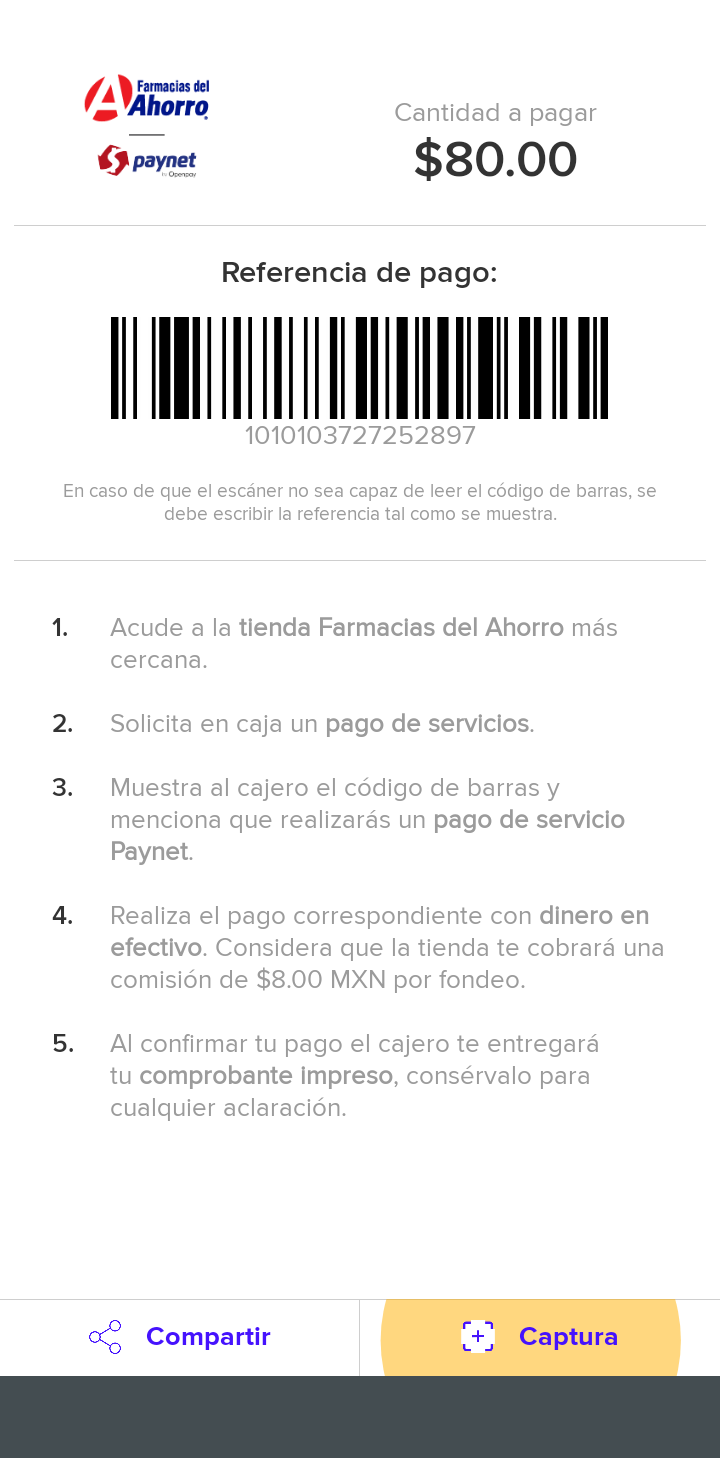 Farmacias del
Ahorro
paynet
by Openpay
Cantidad a pagar
$80.00
Referencia de pago:
1010103727252897
En caso de que el escáner no sea capaz de leer el código de barras, se
debe escribir la referencia tal como se muestra.
1. Acude a la tienda Farmacias del Ahorro más
cercana.
2. Solicita en caja un pago de servicios.
3. Muestra al cajero el código de barras y
menciona que realizarás un pago de servicio
Paynet.
4. Realiza el pago correspondiente con dinero en
efectivo. Considera que la tienda te cobrará una
comisión de $8.00 MXN por fondeo.
5. Al confirmar tu pago el cajero te entregará
tu comprobante impreso, consérvalo para
cualquier aclaración.
Compartir
Captura